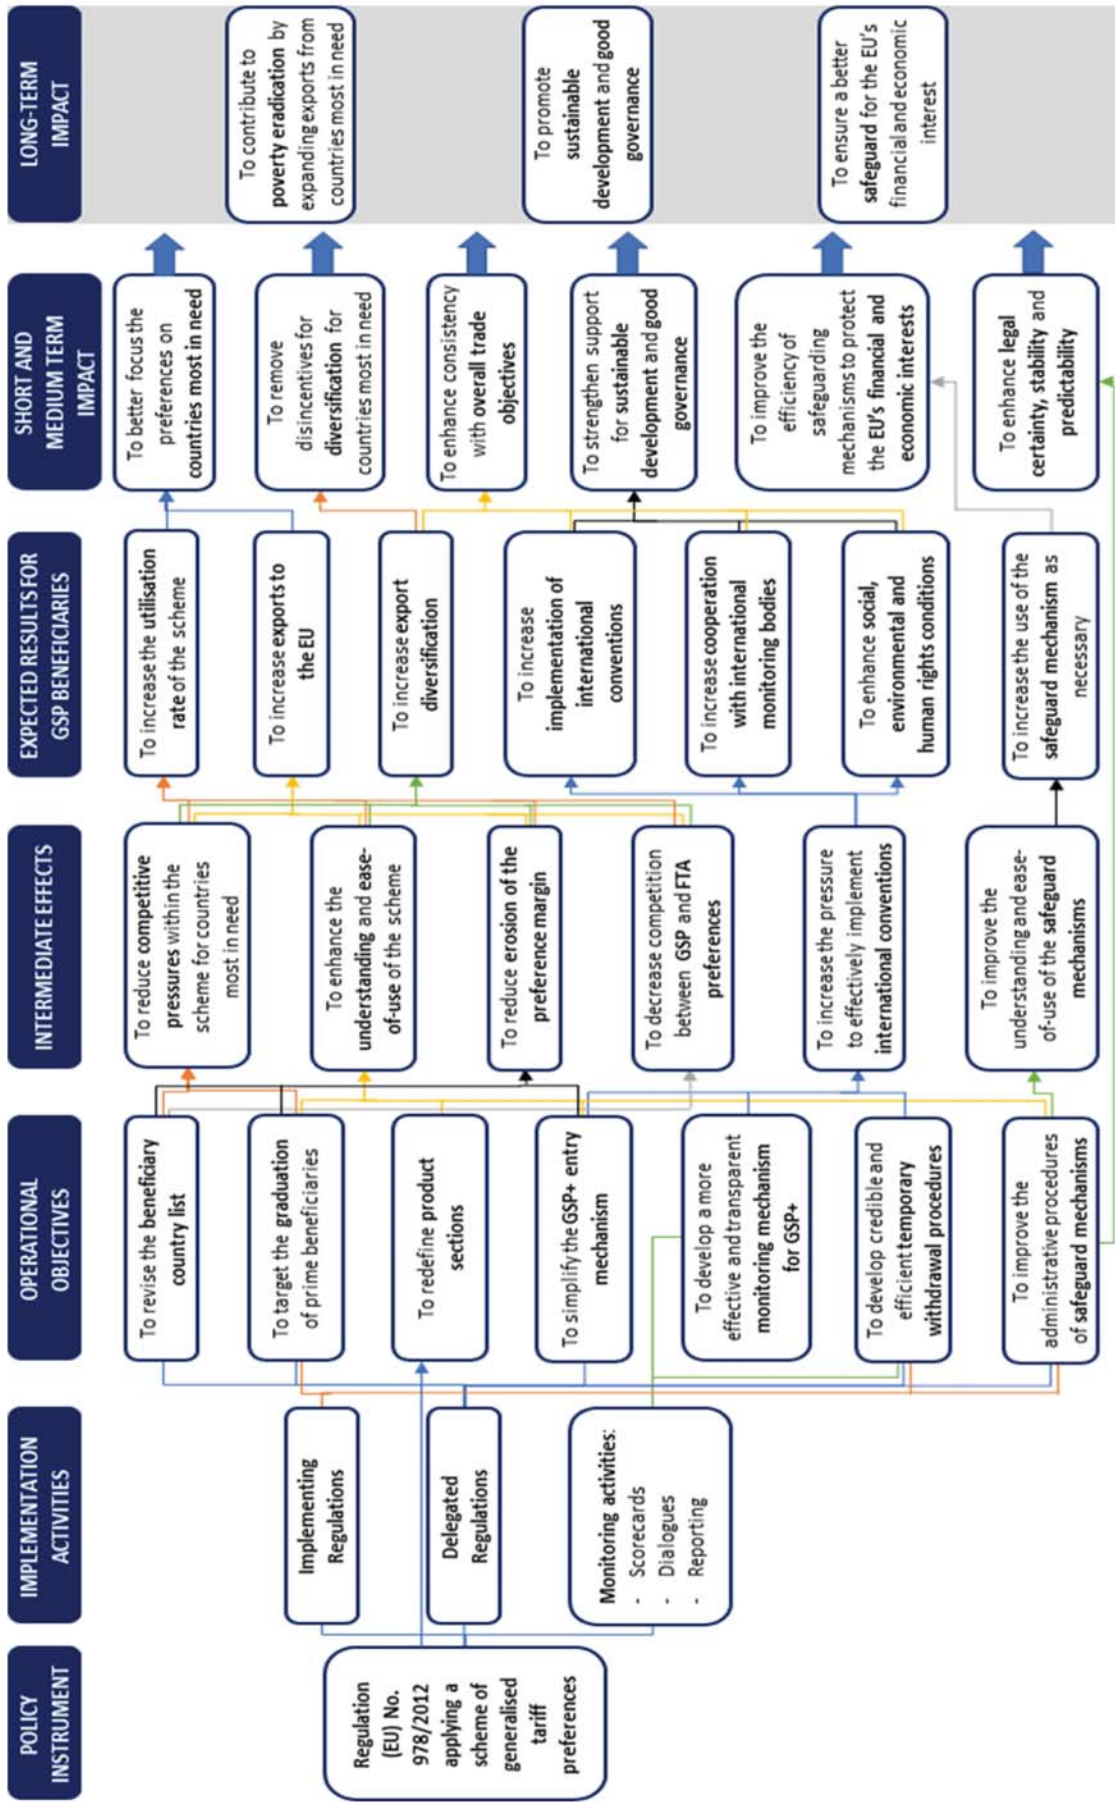 POLICY
INSTRUMENT
Regulation
(EU) No.
978/2012
applying a
scheme of
generalised
tariff
preferences
IMPLEMENTATION
ACTIVITIES
Implementing
Regulations
Delegated
Regulations
Monitoring activities:
- Scorecards
- Dialogues
- Reporting
OPERATIONAL
OBJECTIVES
To revise the beneficiary
country list
To target the graduation
of prime beneficiaries
To redefine product
sections
To simplify the GSP+ entry
mechanism
To develop a more
effective and transparent
monitoring mechanism
for GSP+
To develop credible and
efficient temporary
withdrawal procedures
To improve the
administrative procedures
of safeguard mechanisms
INTERMEDIATE EFFECTS
To reduce competitive
pressures within the
scheme for countries
most in need
To enhance the
understanding and ease-
of-use of the scheme
To reduce erosion of the
preference margin
To decrease competition
between GSP and FTA
preferences
To increase the pressure
to effectively implement
international conventions
To improve the
understanding and ease-
of-use of the safeguard
mechanisms
EXPECTED RESULTS FOR
GSP BENEFICIARIES
To increase the utilisation
rate of the scheme
To increase exports to
the EU
To increase export
diversification
To increase
implementation of
international
conventions
To increase cooperation
with international
monitoring bodies
To enhance social,
environmental and
human rights conditions
To increase the use of the
safeguard mechanism as
necessary
SHORT AND
MEDIUM TERM
IMPACT
To better focus the
preferences on
countries most in need
To remove
disincentives for
diversification for
countries most in need
To enhance consistency
with overall trade
objectives
To strengthen support
for sustainable
development and good
governance
To improve the
efficiency of
safeguarding
mechanisms to protect
the EU's financial and
economic interests
To enhance legal
certainty, stability and
predictability
LONG-TERM
IMPACT
To contribute to
poverty eradication by
expanding exports from
countries most in need
To promote
sustainable
development and good
governance
To ensure a better
safeguard for the EU's
financial and economic
interest